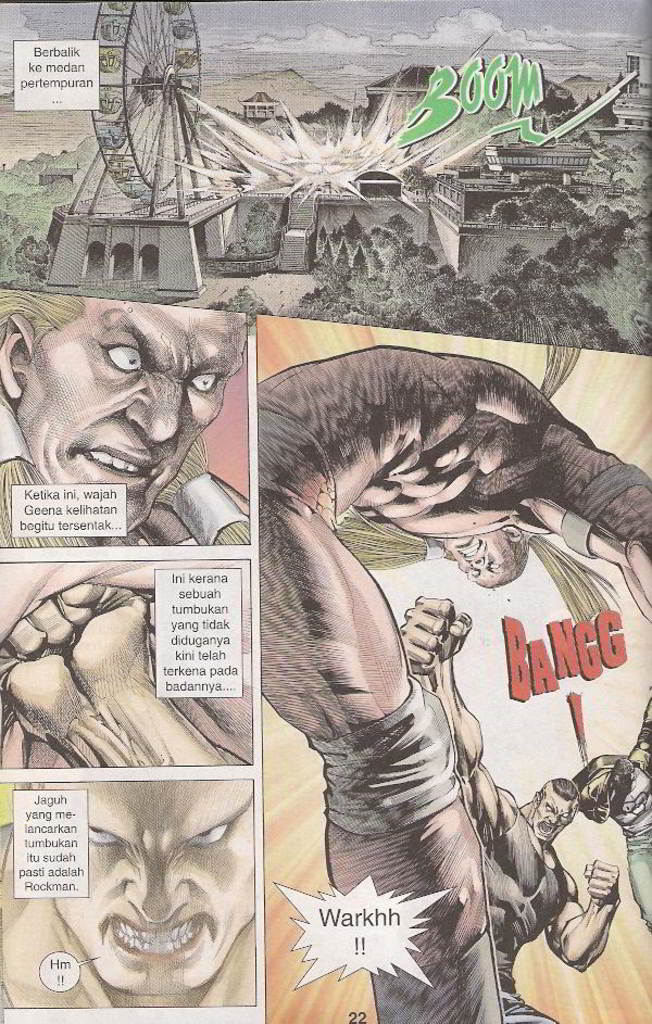 Berbalik
ke medan
pertempuran
...
BOOM
Ketika ini, wajah
Geena kelihatan
begitu tersentak...
Ini kerana
sebuah
tumbukan
yang tidak
diduganya
kini telah
terkena pada
badannya....
Jaguh
yang me-
lancarkan
tumbukan
itu sudah
pasti adalah
Rockman.
Hm
!!
BANGG
!
Warkhh
!!
22